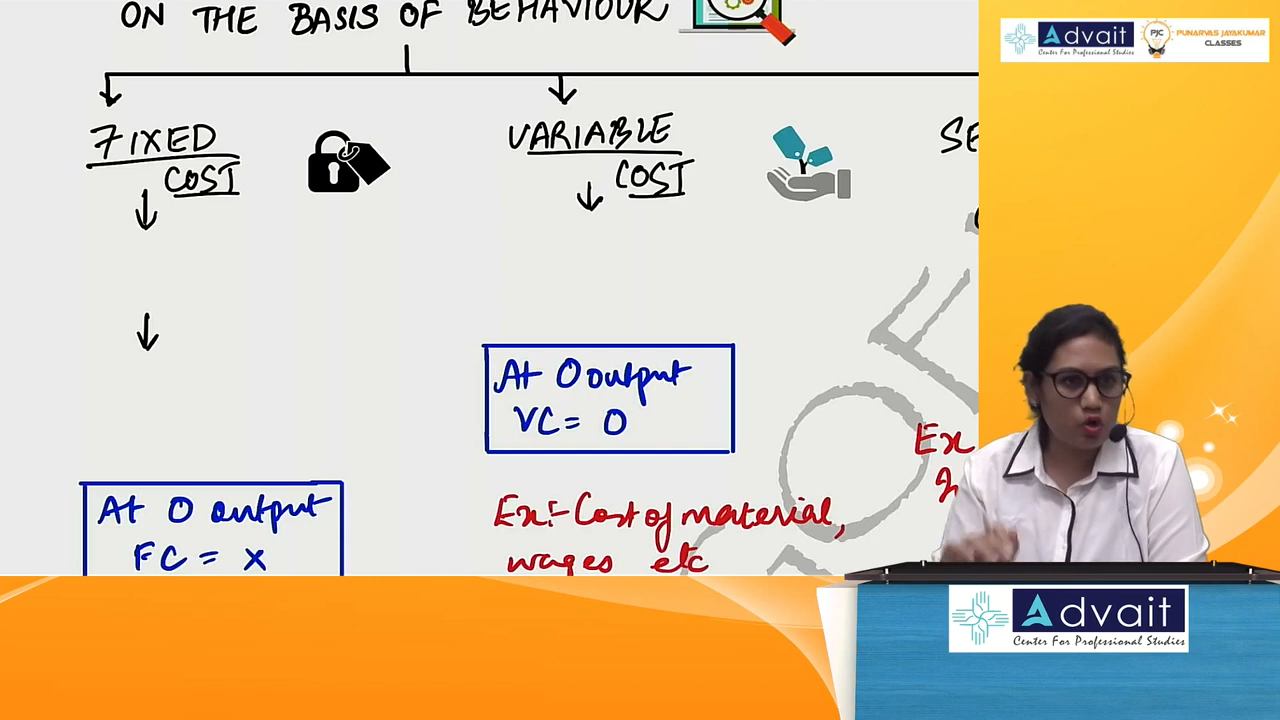 ON THE BASIS OF BEHAVIOUR
FIXED
COST
VARIABLE
COST
SE
At 0 output
VC = 0
At 0 output
FC = x
Ex:- Cost of material,
wages etc
Ex
Advait
Center For Professional Studies
PJC
PUNARVAS JAYAKUMAR
CLASSES
Advait
Center For Professional Studies